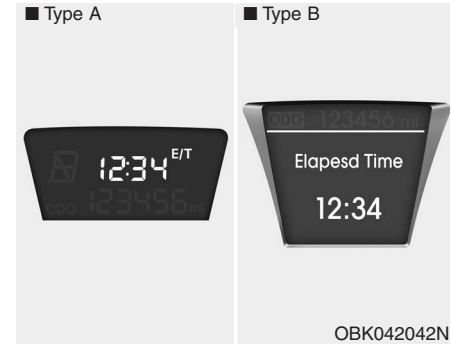 ■ Type A
12:34 E/T
ODO 123456 mi
■ Type B
ODO 123456 mi
Elapesd Time
12:34
OBK042042N